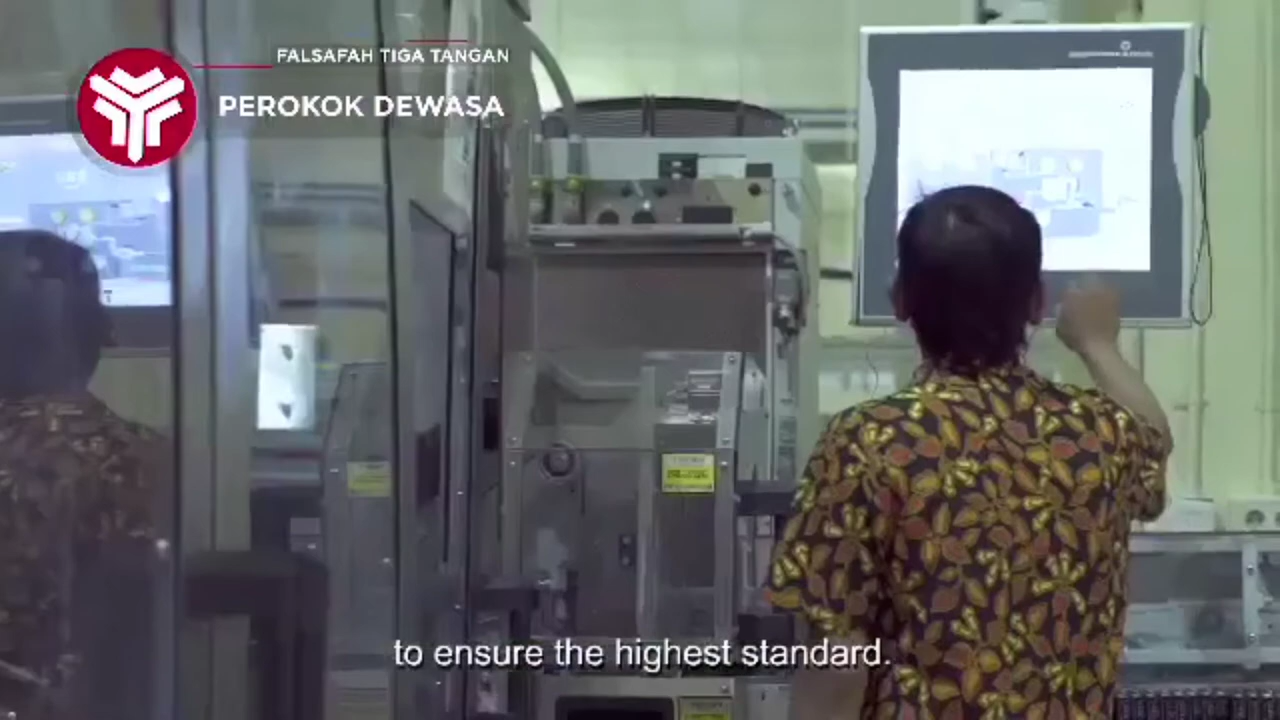 FALSAFAH TIGA TANGAN
PEROKOK DEWASA
to ensure the highest standard.